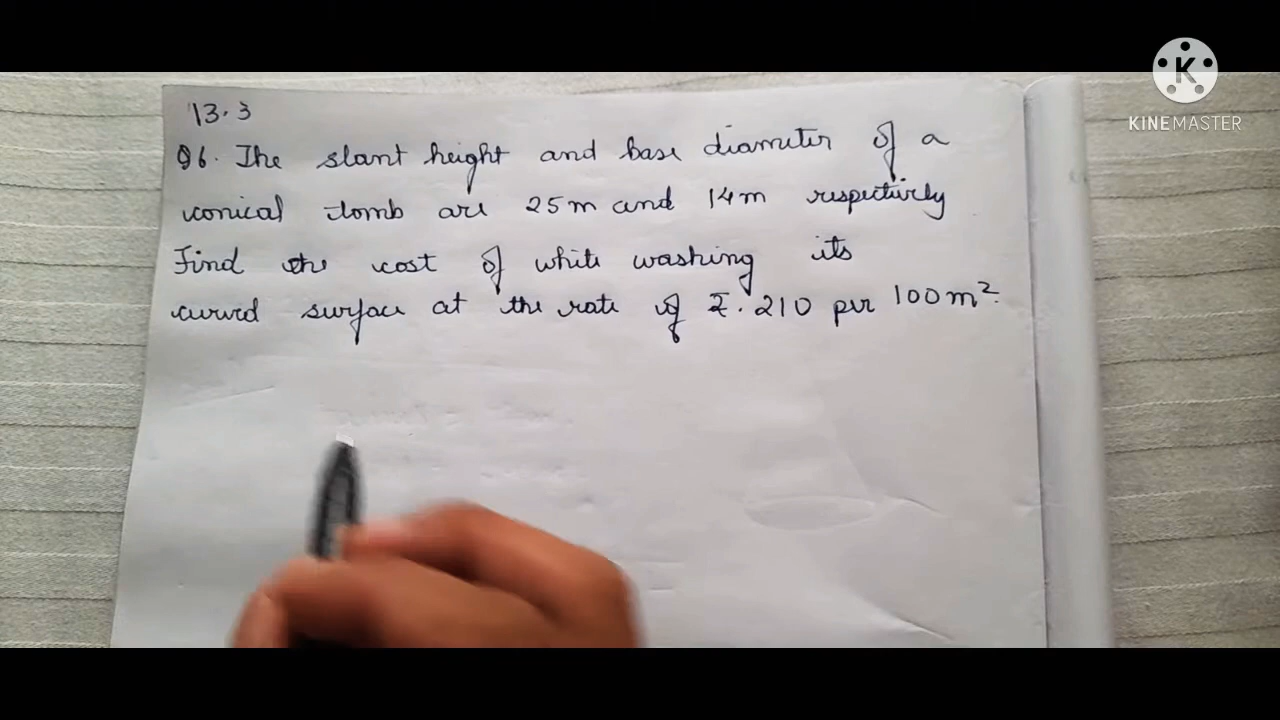 13.3
Q6. The slant height and base diameter of a
conical tomb are 25m and 14m respectively
Find the cost of white washing its
curved surface at the rate of ₹. 210 per 100m².
K
KINEMASTER